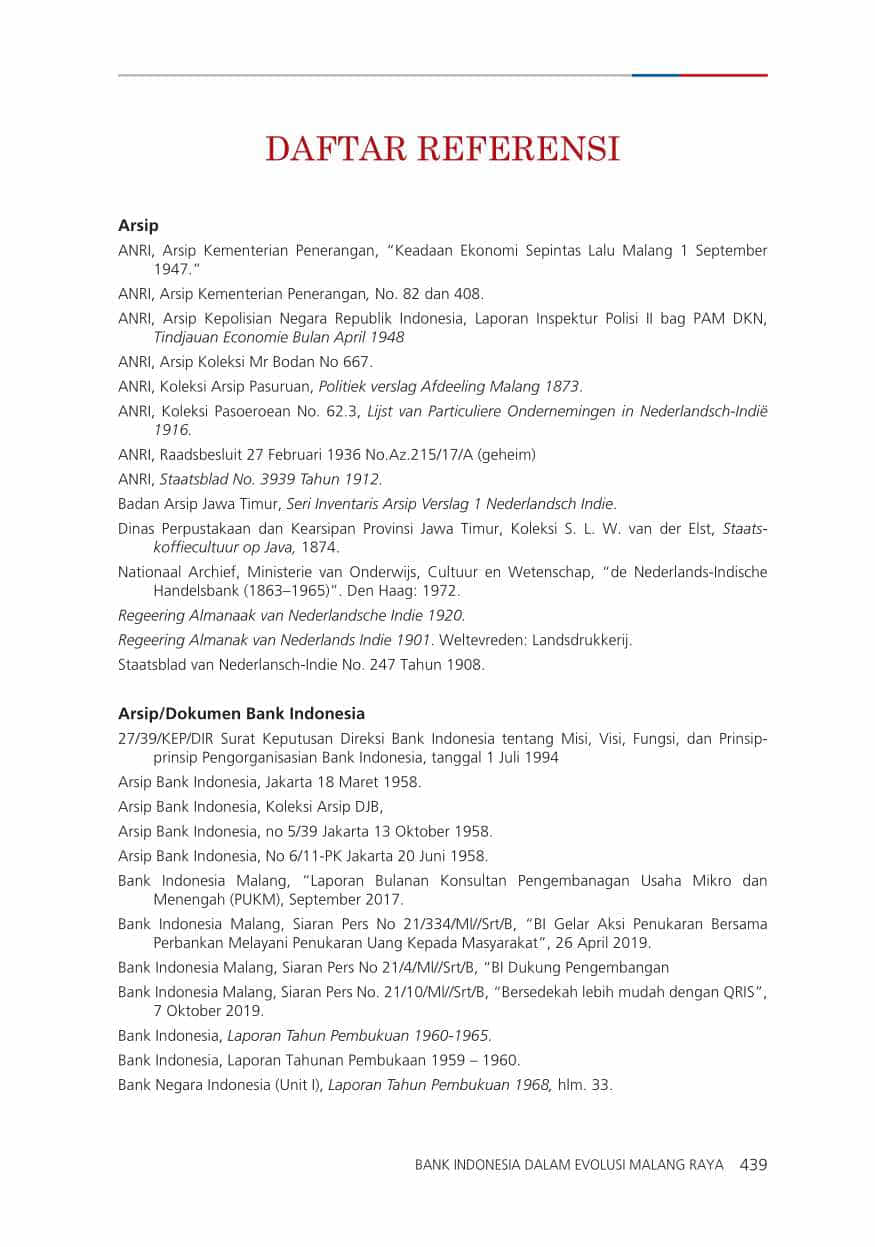 DAFTAR REFERENSI
Arsip
ANRI, Arsip Kementerian Penerangan, “Keadaan Ekonomi Sepintas Lalu Malang 1 September
1947.”
ANRI, Arsip Kementerian Penerangan, No. 82 dan 408.
ANRI, Arsip Kepolisian Negara Republik Indonesia, Laporan Inspektur Polisi II bag PAM DKN,
Tindjauan Economie Bulan April 1948
ANRI, Arsip Koleksi Mr Bodan No 667.
ANRI, Koleksi Arsip Pasuruan, Politiek verslag Afdeeling Malang 1873.
ANRI, Koleksi Pasoeroean No. 62.3, Lijst van Particuliere Ondernemingen in Nederlandsch-Indië
1916.
ANRI, Raadsbesluit 27 Februari 1936 No.Az.215/17/A (geheim)
ANRI, Staatsblad No. 3939 Tahun 1912.
Badan Arsip Jawa Timur, Seri Inventaris Arsip Verslag 1 Nederlandsch Indie.
Dinas Perpustakaan dan Kearsipan Provinsi Jawa Timur, Koleksi S. L. W. van der Elst, Staats-
koffiecultuur op Java, 1874.
Nationaal Archief, Ministerie van Onderwijs, Cultuur en Wetenschap, “de Nederlands-Indische
Handelsbank (1863–1965)”. Den Haag: 1972.
Regeering Almanaak van Nederlandsche Indie 1920.
Regeering Almanak van Nederlands Indie 1901. Weltevreden: Landsdrukkerij.
Staatsblad van Nederlansch-Indie No. 247 Tahun 1908.
Arsip/Dokumen Bank Indonesia
27/39/KEP/DIR Surat Keputusan Direksi Bank Indonesia tentang Misi, Visi, Fungsi, dan Prinsip-
prinsip Pengorganisasian Bank Indonesia, tanggal 1 Juli 1994
Arsip Bank Indonesia, Jakarta 18 Maret 1958.
Arsip Bank Indonesia, Koleksi Arsip DJB,
Arsip Bank Indonesia, no 5/39 Jakarta 13 Oktober 1958.
Arsip Bank Indonesia, No 6/11-PK Jakarta 20 Juni 1958.
Bank Indonesia Malang, “Laporan Bulanan Konsultan Pengembanagan Usaha Mikro dan
Menengah (PUKM), September 2017.
Bank Indonesia Malang, Siaran Pers No 21/334/Ml//Srt/B, “BI Gelar Aksi Penukaran Bersama
Perbankan Melayani Penukaran Uang Kepada Masyarakat”, 26 April 2019.
Bank Indonesia Malang, Siaran Pers No 21/4/Ml//Srt/B, “BI Dukung Pengembangan
Bank Indonesia Malang, Siaran Pers No. 21/10/Ml//Srt/B, “Bersedekah lebih mudah dengan QRIS”,
7 Oktober 2019.
Bank Indonesia, Laporan Tahun Pembukuan 1960-1965.
Bank Indonesia, Laporan Tahunan Pembukaan 1959 – 1960.
Bank Negara Indonesia (Unit I), Laporan Tahun Pembukuan 1968, hlm. 33.
BANK INDONESIA DALAM EVOLUSI MALANG RAYA 439